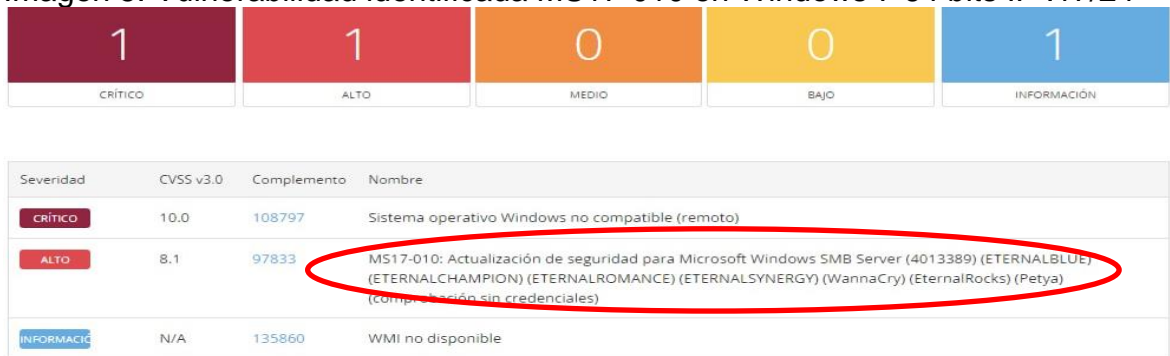 1 1 0 0 1
CRÍTICO ALTO MEDIO BAJO INFORMACIÓN
Severidad CVSS v3.0 Complemento Nombre
CRÍTICO 10.0 108797 Sistema operativo Windows no compatible (remoto)
ALTO 8.1 97833 MS17-010: Actualización de seguridad para Microsoft Windows SMB Server (4013389) (ETERNALBLUE)
(ETERNALCHAMPION) (ETERNALROMANCE) (ETERNALSYNERGY) (WannaCry) (EternalRocks) (Petya)
(comprobación sin credenciales)
INFORMACIÓ N/A 135860 WMI no disponible